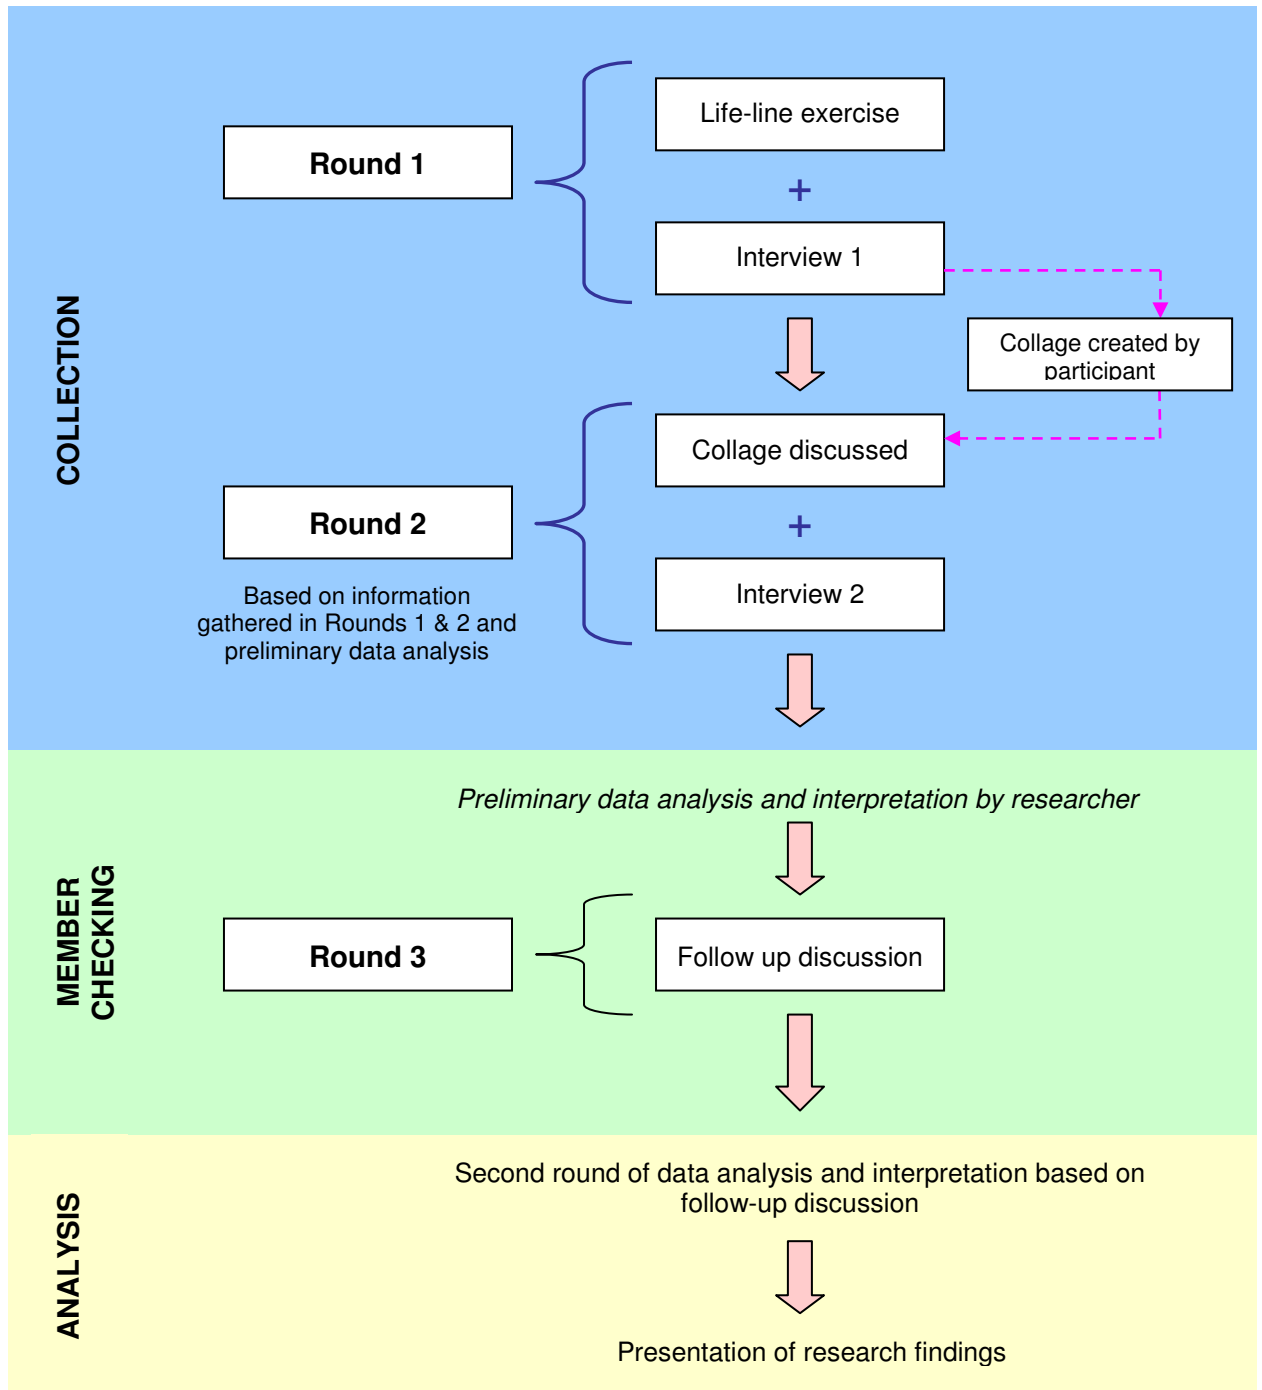 COLLECTION
Round 1
Life-line exercise
+
Interview 1
Collage created by
participant
Collage discussed
+
Interview 2
Round 2
Based on information
gathered in Rounds 1 & 2 and
preliminary data analysis
MEMBER
CHECKING
Preliminary data analysis and interpretation by researcher
Round 3
Follow up discussion
ANALYSIS
Second round of data analysis and interpretation based on
follow-up discussion
Presentation of research findings